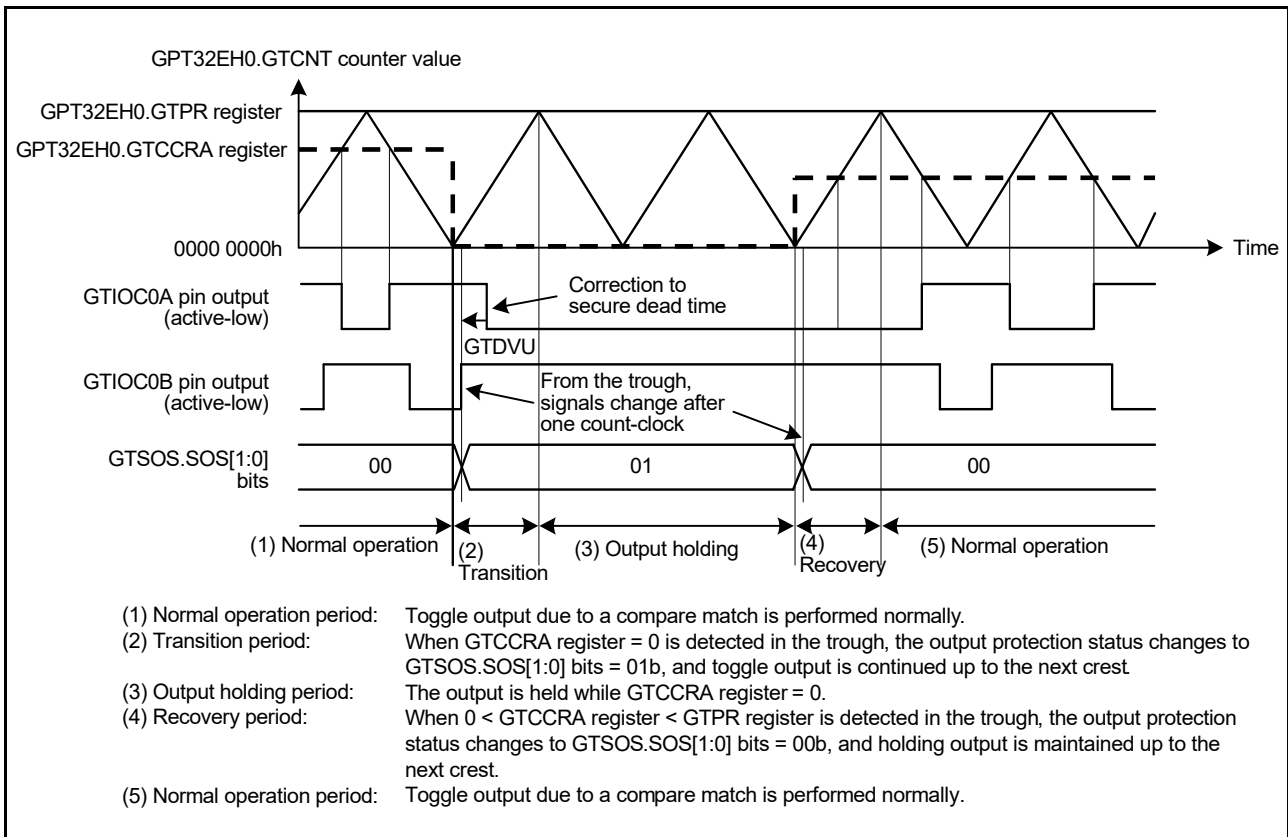 GPT32EH0.GTCNT counter value
GPT32EH0.GTPR register
GPT32EH0.GTCCRA register
0000 0000h
Time
GTIOC0A pin output
(active-low)
Correction to
secure dead time
GTDVU
GTIOC0B pin output
(active-low)
From the trough,
signals change after
one count-clock
GTSOS.SOS[1:0]
bits
00
01
00
(1) Normal operation
(2)
Transition
(3) Output holding
(4)
Recovery
(5) Normal operation
(1) Normal operation period: Toggle output due to a compare match is performed normally.
(2) Transition period: When GTCCRA register = 0 is detected in the trough, the output protection status changes to
GTSOS.SOS[1:0] bits = 01b, and toggle output is continued up to the next crest.
(3) Output holding period: The output is held while GTCCRA register = 0.
(4) Recovery period: When 0 < GTCCRA register < GTPR register is detected in the trough, the output protection
status changes to GTSOS.SOS[1:0] bits = 00b, and holding output is maintained up to the
next crest.
(5) Normal operation period: Toggle output due to a compare match is performed normally.